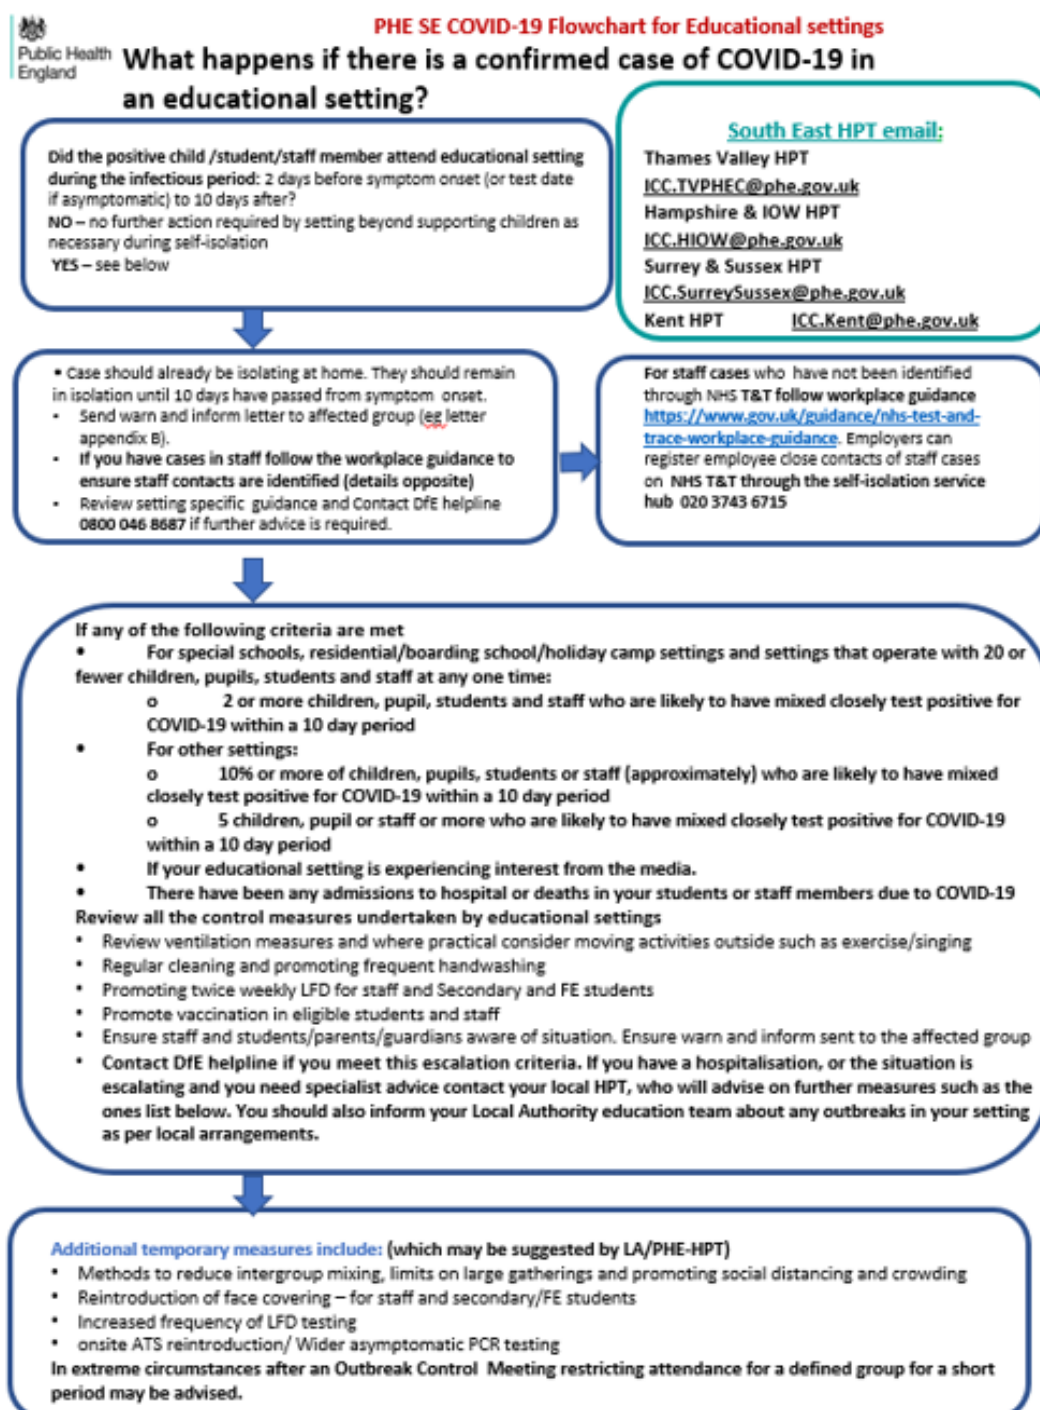 PHE SE COVID-19 Flowchart for Educational settings
Public Health
England
What happens if there is a confirmed case of COVID-19 in
an educational setting?
Did the positive child /student/staff member attend educational setting
during the infectious period: 2 days before symptom onset (or test date
if asymptomatic) to 10 days after?
NO – no further action required by setting beyond supporting children as
necessary during self-isolation
YES – see below
South East HPT email:
Thames Valley HPT
ICC.TVPHEC@phe.gov.uk
Hampshire & IOW HPT
ICC.HIOW@phe.gov.uk
Surrey & Sussex HPT
ICC.SurreySussex@phe.gov.uk
Kent HPT ICC.Kent@phe.gov.uk
• Case should already be isolating at home. They should remain
in isolation until 10 days have passed from symptom onset.
- Send warn and inform letter to affected group (eg letter
appendix B).
- If you have cases in staff follow the workplace guidance to
ensure staff contacts are identified (details opposite)
- Review setting specific guidance and Contact DfE helpline
0800 046 8687 if further advice is required.
For staff cases who have not been identified
through NHS T&T follow workplace guidance
https://www.gov.uk/guidance/nhs-test-and-
trace-workplace-guidance. Employers can
register employee close contacts of staff cases
on NHS T&T through the self-isolation service
hub 020 3743 6715
If any of the following criteria are met
• For special schools, residential/boarding school/holiday camp settings and settings that operate with 20 or
fewer children, pupils, students and staff at any one time:
o 2 or more children, pupil, students and staff who are likely to have mixed closely test positive for
COVID-19 within a 10 day period
• For other settings:
o 10% or more of children, pupils, students or staff (approximately) who are likely to have mixed
closely test positive for COVID-19 within a 10 day period
o 5 children, pupil or staff or more who are likely to have mixed closely test positive for COVID-19
within a 10 day period
• If your educational setting is experiencing interest from the media.
• There have been any admissions to hospital or deaths in your students or staff members due to COVID-19
Review all the control measures undertaken by educational settings
• Review ventilation measures and where practical consider moving activities outside such as exercise/singing
• Regular cleaning and promoting frequent handwashing
• Promoting twice weekly LFD for staff and Secondary and FE students
• Promote vaccination in eligible students and staff
• Ensure staff and students/parents/guardians aware of situation. Ensure warn and inform sent to the affected group
• Contact DfE helpline if you meet this escalation criteria. If you have a hospitalisation, or the situation is
escalating and you need specialist advice contact your local HPT, who will advise on further measures such as the
ones list below. You should also inform your Local Authority education team about any outbreaks in your setting
as per local arrangements.
Additional temporary measures include: (which may be suggested by LA/PHE-HPT)
• Methods to reduce intergroup mixing, limits on large gatherings and promoting social distancing and crowding
• Reintroduction of face covering – for staff and secondary/FE students
• Increased frequency of LFD testing
• onsite ATS reintroduction/ Wider asymptomatic PCR testing
In extreme circumstances after an Outbreak Control Meeting restricting attendance for a defined group for a short
period may be advised.